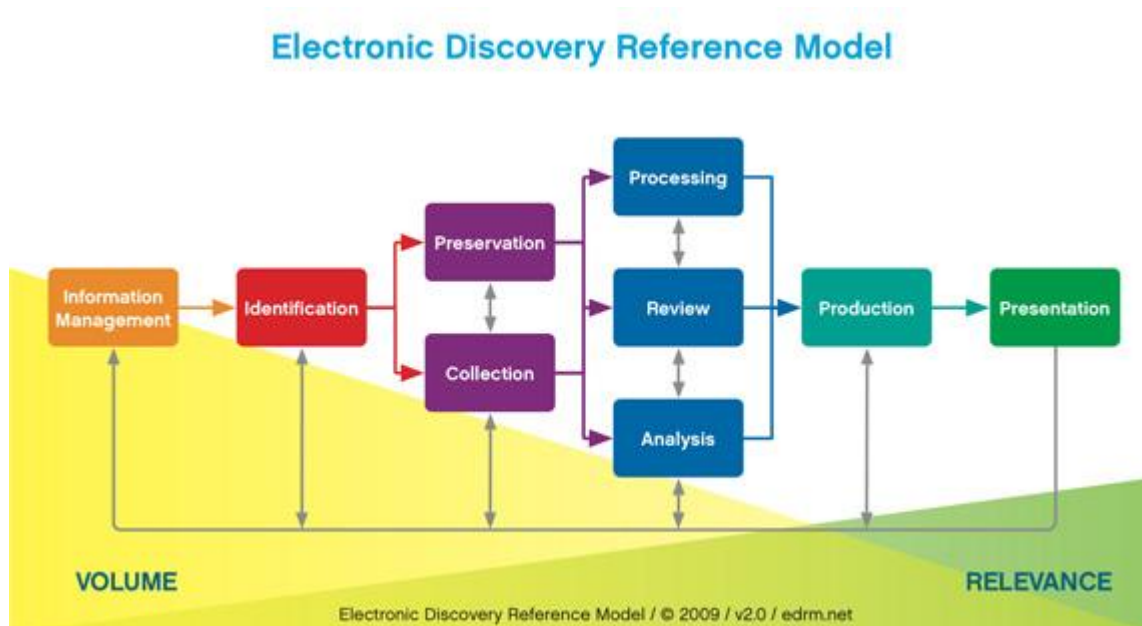 Electronic Discovery Reference Model
Processing
Preservation
Information
Management
Identification
Review
Production
Presentation
Collection
Analysis
VOLUME
RELEVANCE
Electronic Discovery Reference Model / © 2009 / v2.0 / edrm.net